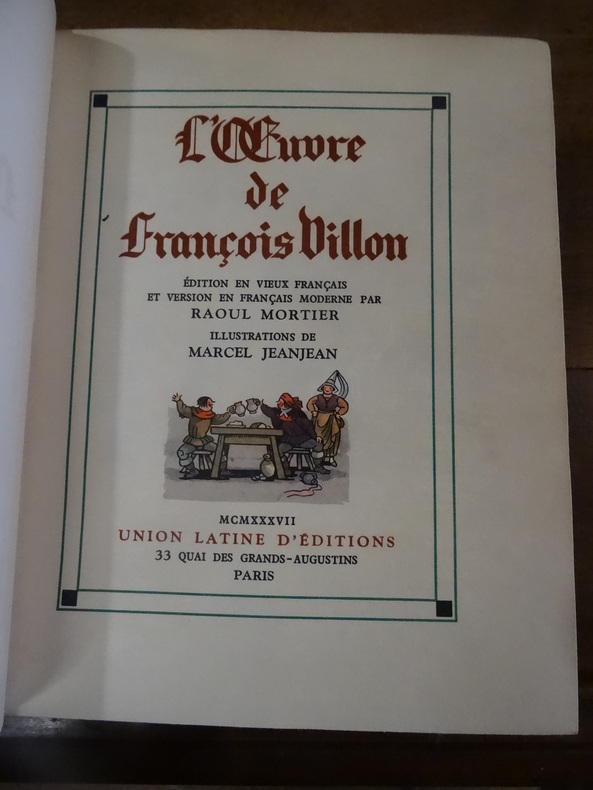 L'Œuvre
de
François Villon
ÉDITION EN VIEUX FRANÇAIS
ET VERSION EN FRANÇAIS MODERNE PAR
RAOUL MORTIER
ILLUSTRATIONS DE
MARCEL JEANJEAN
MCMXXXVII
UNION LATINE D'ÉDITIONS
33 QUAI DES GRANDS-AUGUSTINS
PARIS